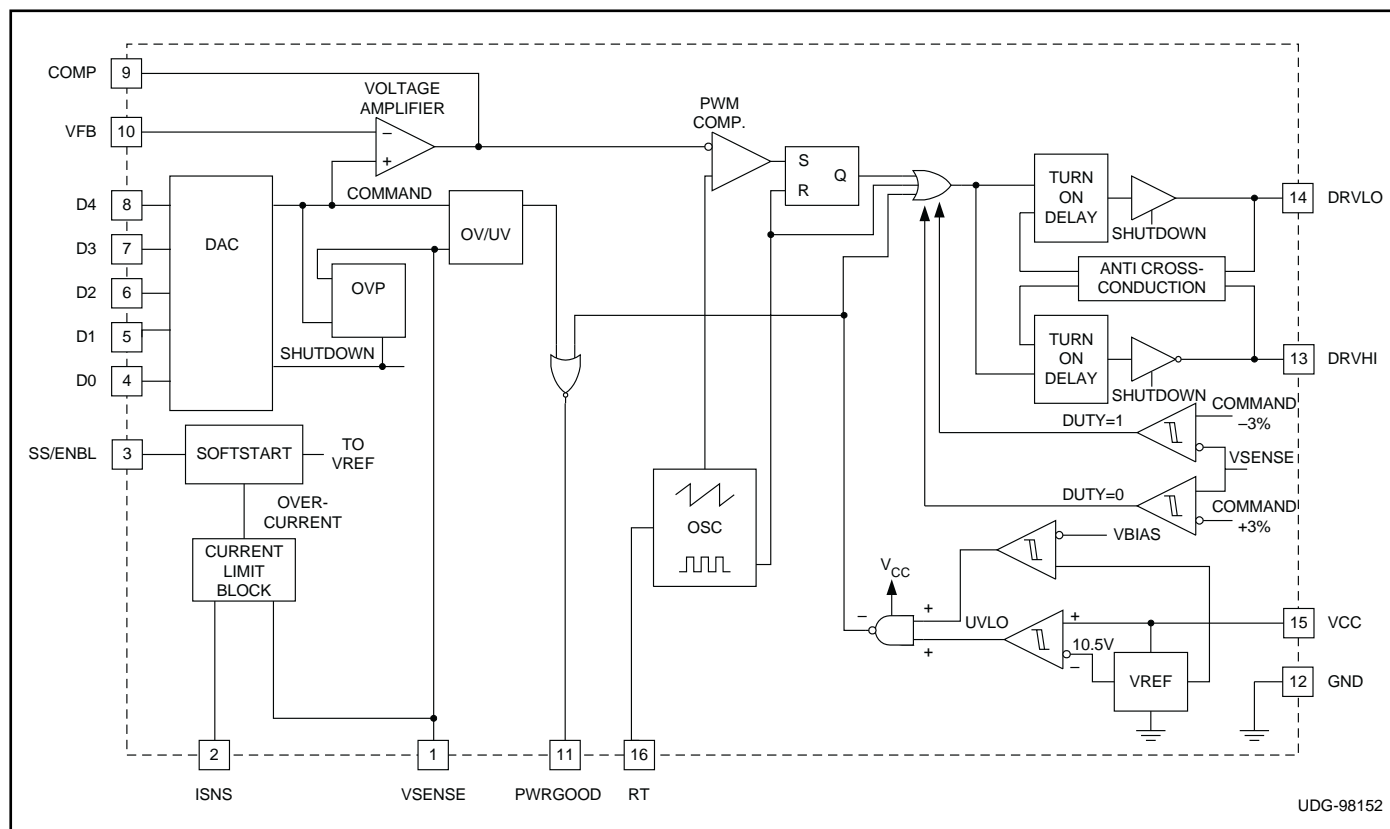 COMP
9
VFB
10
VOLTAGE
AMPLIFIER
−
+
PWM
COMP.
S
R
Q
D4
8
D3
7
D2
6
D1
5
D0
4
DAC
COMMAND
OV/UV
OVP
SHUTDOWN
TURN
ON
DELAY
SHUTDOWN
14
DRVLO
ANTI CROSS-
CONDUCTION
TURN
ON
DELAY
SHUTDOWN
13
DRVHI
DUTY=1
COMMAND
–3%
VSENSE
DUTY=0
COMMAND
+3%
SS/ENBL
3
SOFTSTART
TO
VREF
OVER-
CURRENT
CURRENT
LIMIT
BLOCK
OSC
VBIAS
VCC
−
+
+
UVLO
+
10.5V
−
VREF
15
VCC
12
GND
2
ISNS
1
VSENSE
11
PWRGOOD
16
RT
UDG-98152